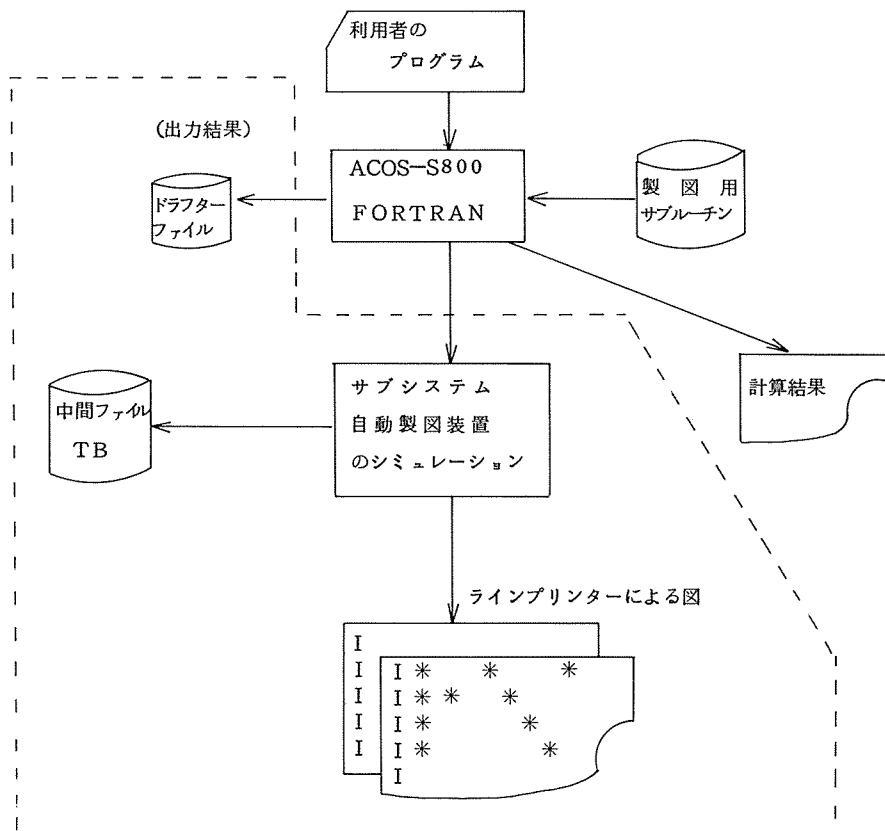 利用者の
プログラム
(出力結果)
ACOS-S800
FORTRAN
製図用
サブルーチン
ドラフター
ファイル
サブシステム
自動製図装置
のシミュレーション
中間ファイル
TB
計算結果
ラインプリンターによる図
I
I
I
I
I
I * * *
I * * *
I * *
I * *
I